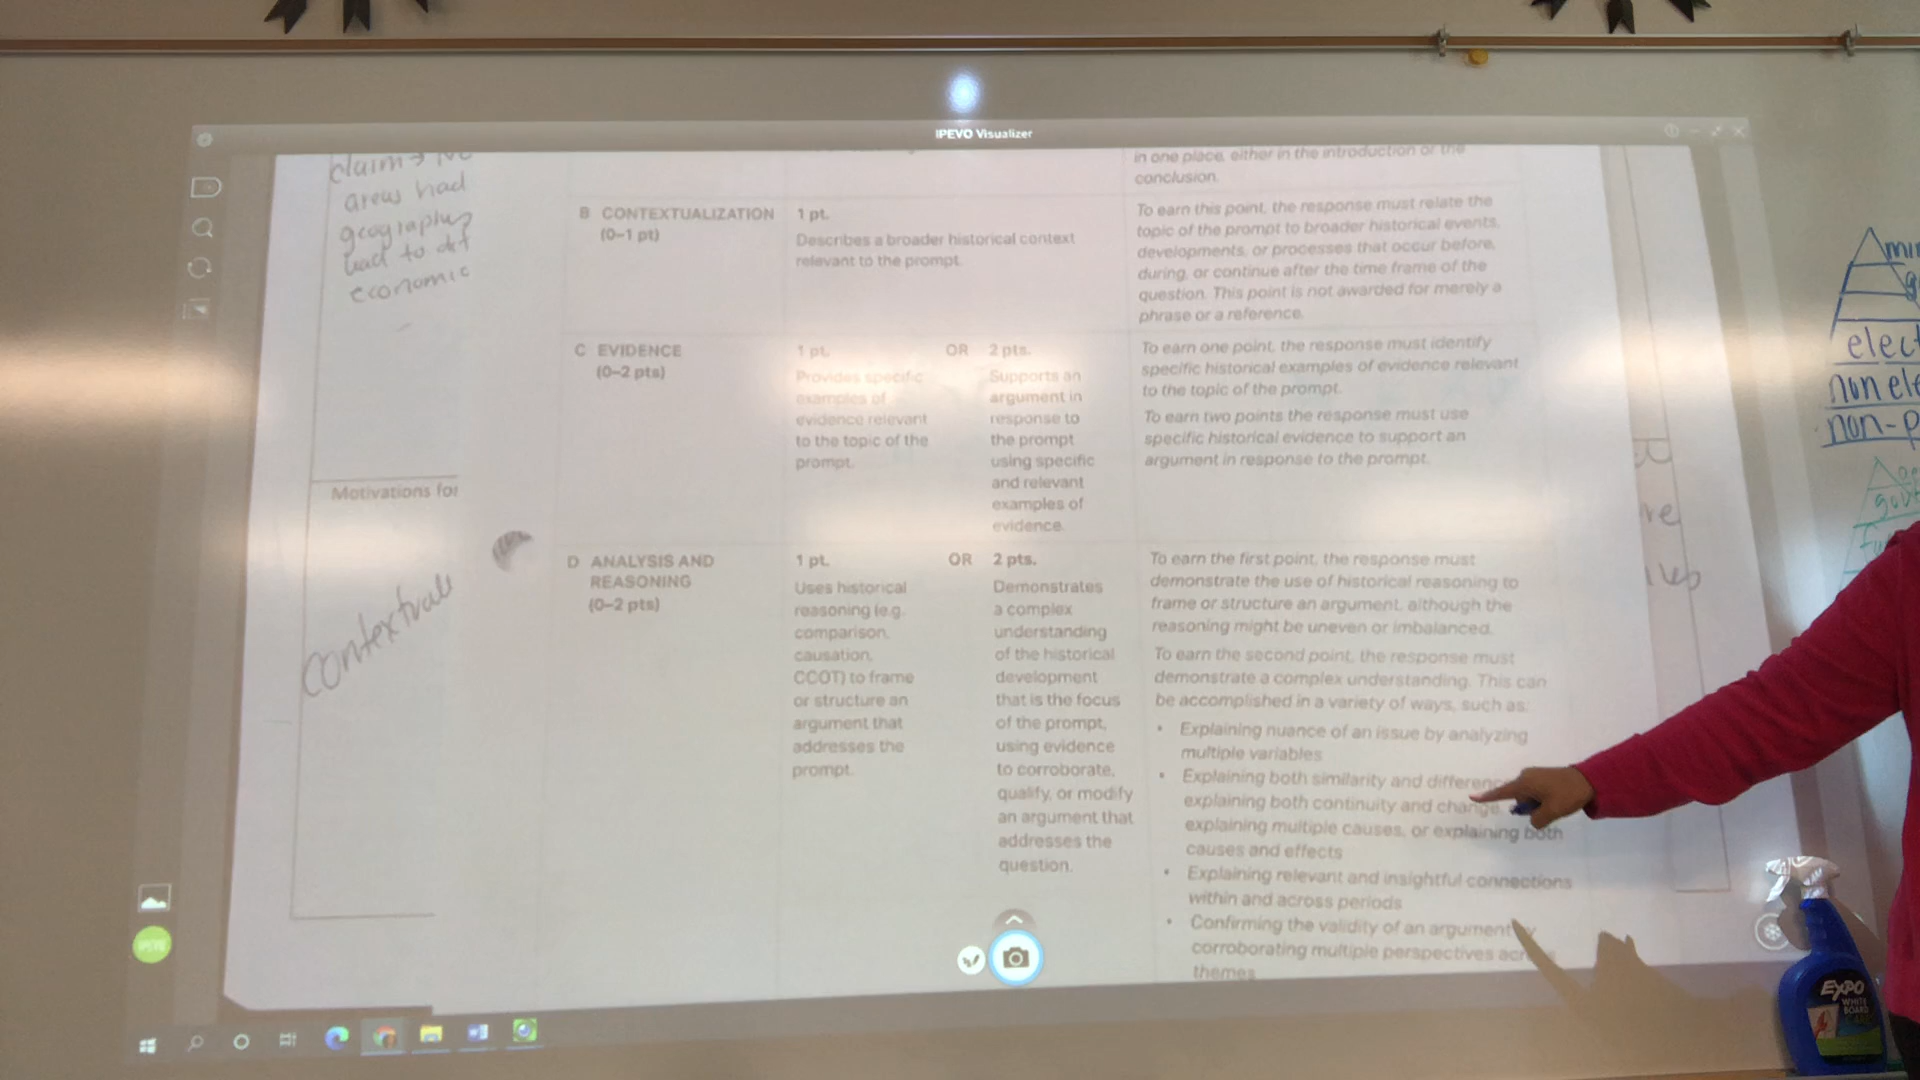 IPEVO Visualizer
claim →
areas had
geography
had to
economic
Motivations for
in one place, either in the introduction or the
conclusion.
B CONTEXTUALIZATION
(0–1 pt)
1 pt.
Describes a broader historical context
relevant to the prompt.
To earn this point, the response must relate the
topic of the prompt to broader historical events,
developments, or processes that occur before,
during, or continue after the time frame of the
question. This point is not awarded for merely a
phrase or a reference.
C EVIDENCE
(0–2 pts)
1 pt.
Provides specific
examples of
evidence relevant
to the topic of the
prompt.
OR
2 pts.
Supports an
argument in
response to
the prompt
using specific
and relevant
examples of
evidence.
To earn one point, the response must identify
specific historical examples of evidence relevant
to the topic of the prompt.
To earn two points the response must use
specific historical evidence to support an
argument in response to the prompt.
D ANALYSIS AND
REASONING
(0–2 pts)
1 pt.
Uses historical
reasoning (e.g.
comparison,
causation,
CCOT) to frame
or structure an
argument that
addresses the
prompt.
OR
2 pts.
Demonstrates
a complex
understanding
of the historical
development
that is the focus
of the prompt,
using evidence
to corroborate,
qualify, or modify
an argument that
addresses the
question.
To earn the first point, the response must
demonstrate the use of historical reasoning to
frame or structure an argument, although the
reasoning might be uneven or imbalanced.
To earn the second point, the response must
demonstrate a complex understanding. This can
be accomplished in a variety of ways, such as:
• Explaining nuance of an issue by analyzing
multiple variables
• Explaining both similarity and differenc
explaining both continuity and change,
explaining multiple causes, or explaining both
causes and effects
• Explaining relevant and insightful connections
within and across periods
• Confirming the validity of an argument
corroborating multiple perspectives acr
themes
elect
non ele
non-p
EXPO
WHITE
BOARD